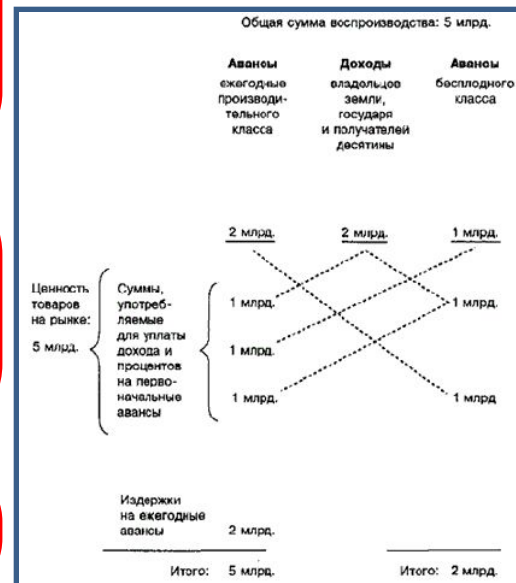 Общая сумма воспроизводства: 5 млрд.
Авансы
ежегодные
производи-
тельного
класса
Доходы
владельцев
земли,
государя
и получателей
десятины
Авансы
бесплодного
класса
2 млрд.
2 млрд.
1 млрд.
Ценность
товаров
на рынке:
5 млрд.
Суммы,
употреб-
ляемые
для уплаты
дохода и
процентов
на перво-
начальные
авансы
1 млрд.
1 млрд.
1 млрд.
1 млрд.
1 млрд
Издержки
на ежегодные
авансы
2 млрд.
Итого: 5 млрд.
Итого: 2 млрд.